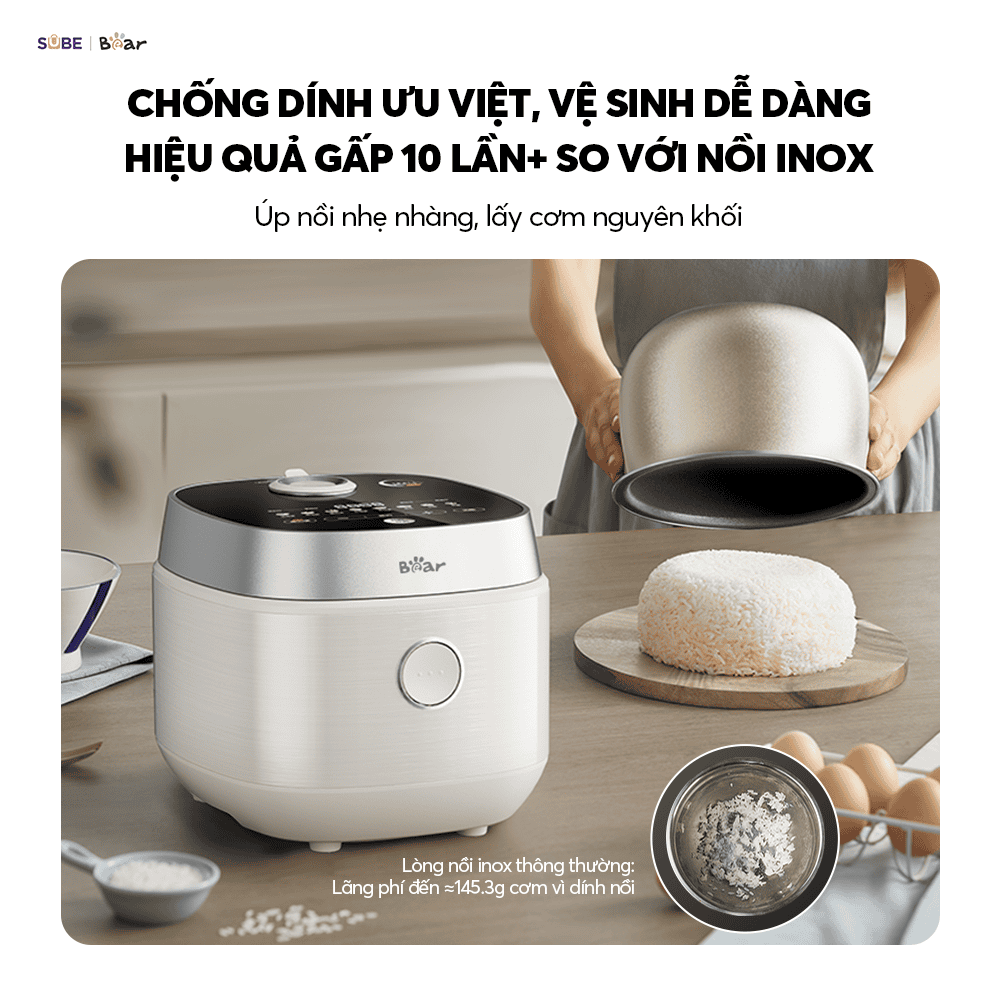 SUBE | Bear
CHỐNG DÍNH ƯU VIỆT, VỆ SINH DỄ DÀNG
HIỆU QUẢ GẤP 10 LẦN+ SO VỚI NỒI INOX
Úp nồi nhẹ nhàng, lấy cơm nguyên khối
Bear
Lòng nồi inox thông thường:
Lãng phí đến ≈145.3g cơm vì dính nồi